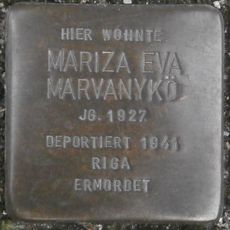 HIER WOHNTE
MARIZA EVA
MARVANYKÖ
JG. 1927
DEPORTIERT 1941
RIGA
ERMORDET